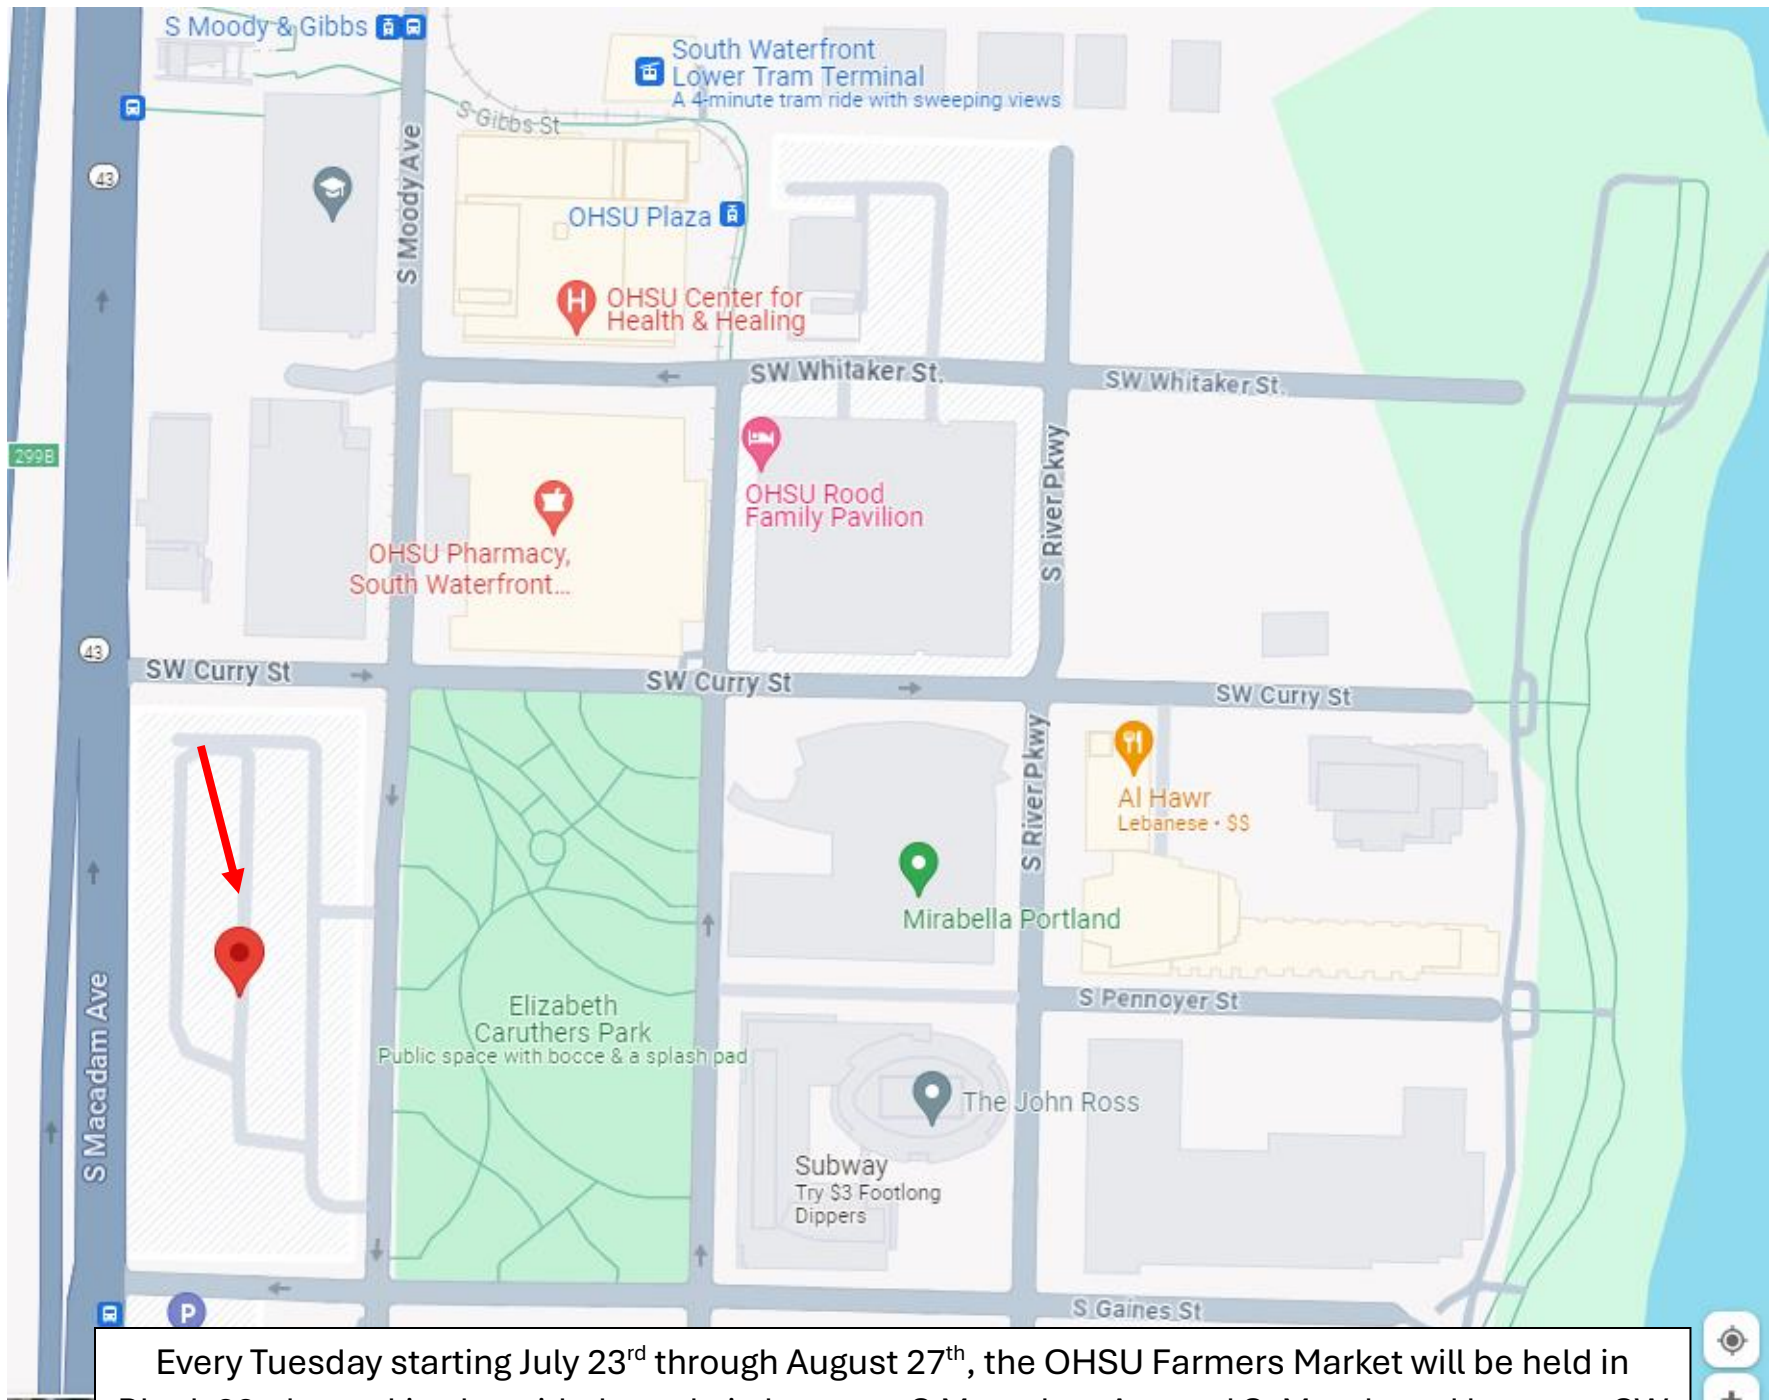 S Moody & Gibbs
South Waterfront
Lower Tram Terminal
A 4-minute tram ride with sweeping views
S Gibbs St
43
S Moody Ave
OHSU Plaza
OHSU Center for
Health & Healing
SW Whitaker St.
SW Whitaker St.
299B
OHSU Rood
Family Pavilion
S River Pkwy
OHSU Pharmacy,
South Waterfront...
43
SW Curry St
SW Curry St
SW Curry St
S River Pkwy
Al Hawr
Lebanese • $$
Mirabella Portland
S Macadam Ave
Elizabeth
Caruthers Park
Public space with bocce & a splash pad
S Pennoyer St
The John Ross
Subway
Try $3 Footlong
Dippers
S Gaines St
P
H
Every Tuesday starting July 23rd through August 27th, the OHSU Farmers Market will be held in